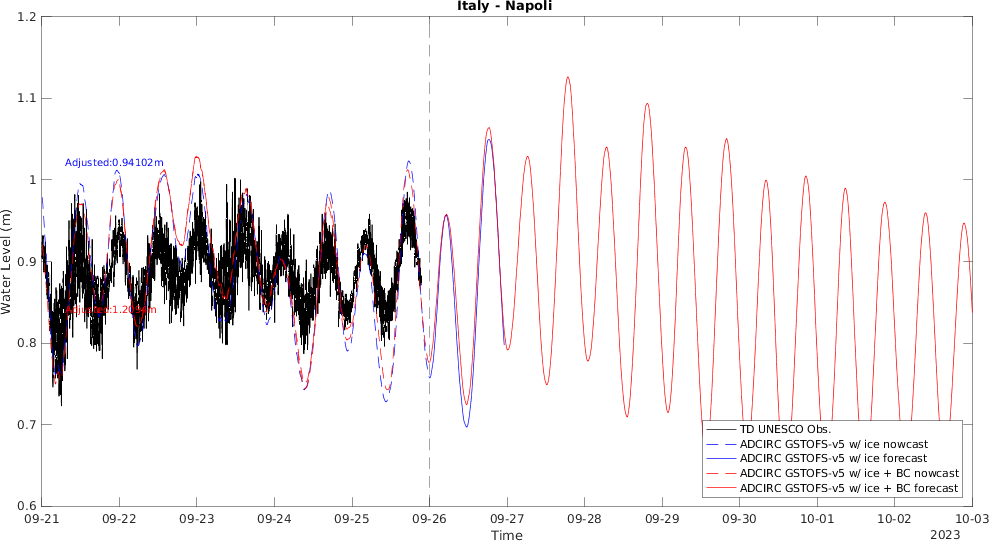 Italy - Napoli
Water Level (m)
1.2
1.1
1
0.9
0.8
0.7
0.6
Adjusted:0.94102m
TD UNESCO Obs.
ADCIRC GSTOFS-v5 w/ ice nowcast
ADCIRC GSTOFS-v5 w/ ice forecast
ADCIRC GSTOFS-v5 w/ ice + BC nowcast
ADCIRC GSTOFS-v5 w/ ice + BC forecast
09-21 09-22 09-23 09-24 09-25 09-26 09-27 09-28 09-29 09-30 10-01 10-02 10-03
Time
2023